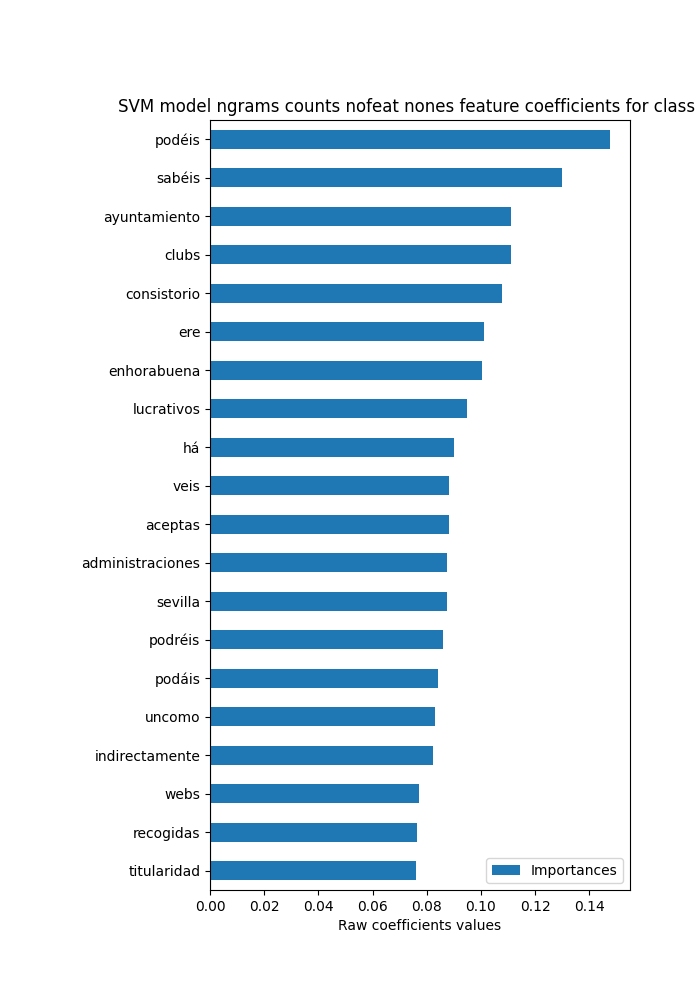 SVM model ngrams counts nofeat nones feature coefficients for class
podéis
sabéis
ayuntamiento
clubs
consistorio
ere
enhorabuena
lucrativos
há
veis
aceptas
administraciones
sevilla
podréis
podáis
uncomo
indirectamente
webs
recogidas
titularidad
Importances
0.00 0.02 0.04 0.06 0.08 0.10 0.12 0.14
Raw coefficients values